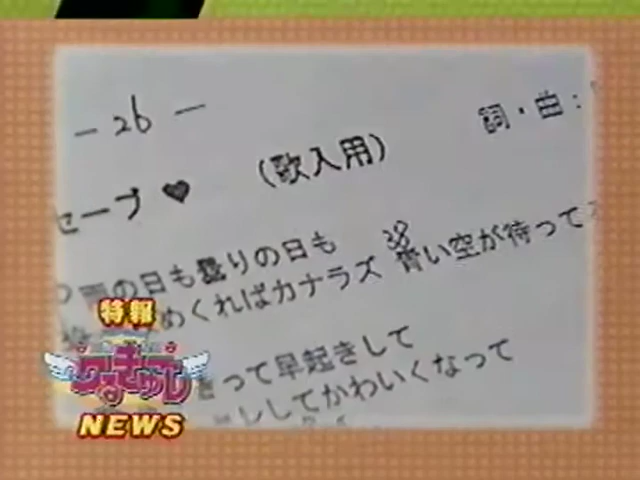 — 26 —
詞・曲：
セーブ♥
(歌入用)
雨の日も曇りの日も
めくればカナラズ 青い空が待って
きって早起きして
してかわいくなって
特報
NEWS